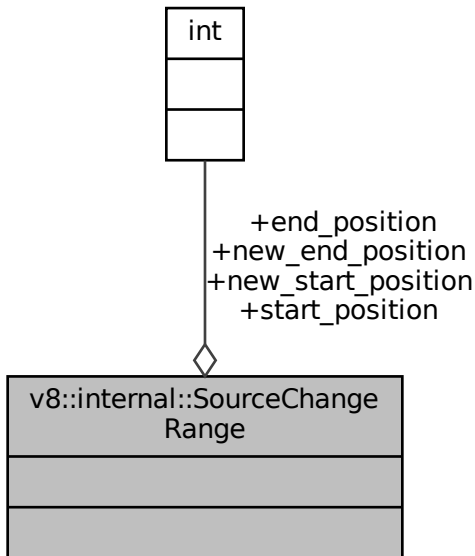 int
+end_position
+new_end_position
+new_start_position
+start_position
v8::internal::SourceChange
Range